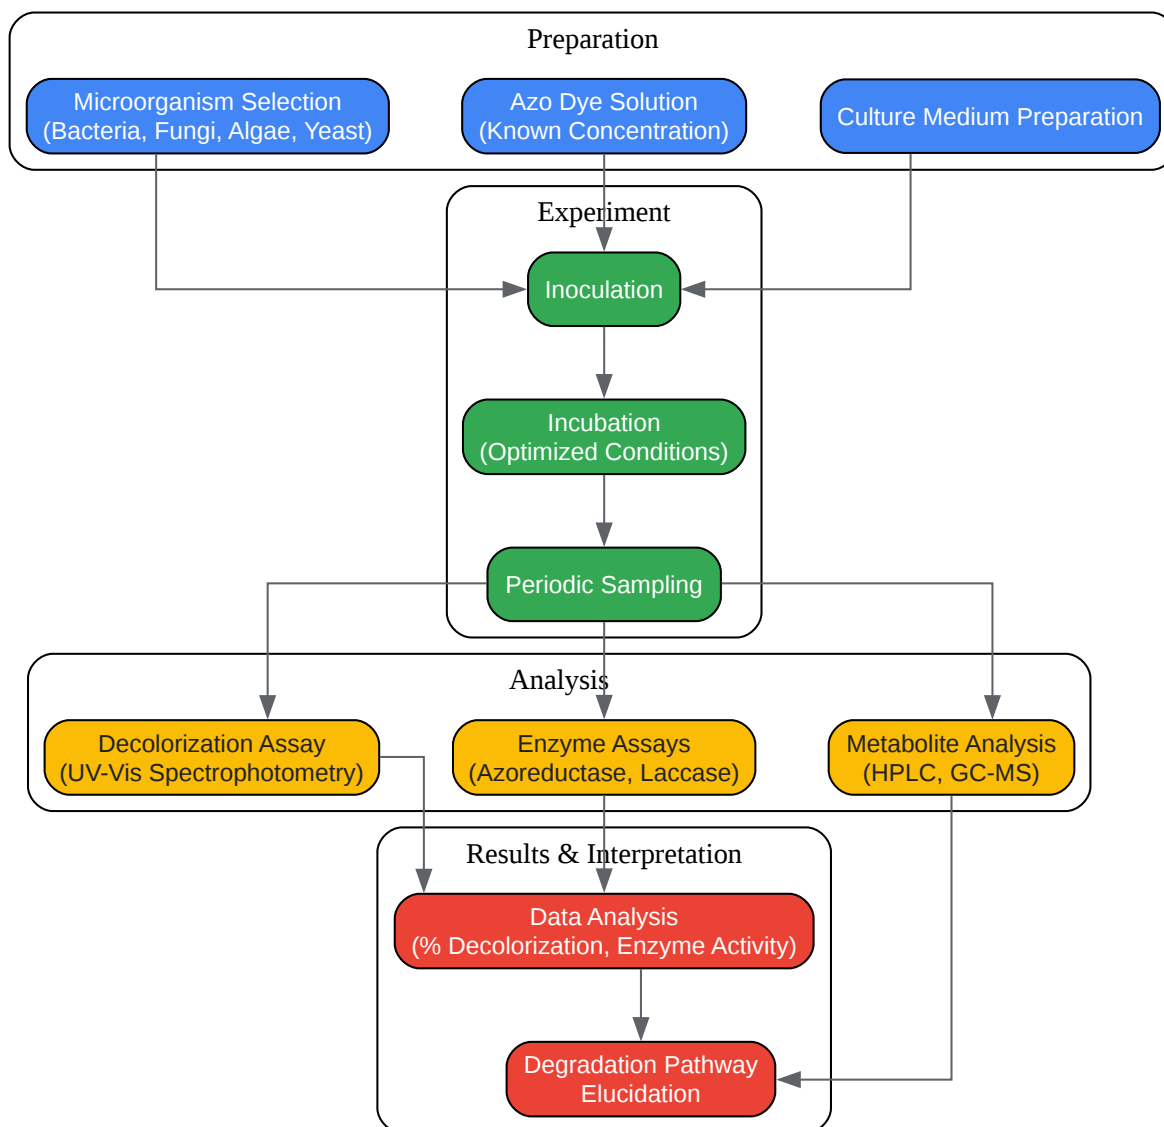 Preparation
Microorganism Selection
(Bacteria, Fungi, Algae, Yeast)
Azo Dye Solution
(Known Concentration)
Culture Medium Preparation
Experiment
Inoculation
Incubation
(Optimized Conditions)
Periodic Sampling
Analysis
Decolorization Assay
(UV-Vis Spectrophotometry)
Enzyme Assays
(Azoreductase, Laccase)
Metabolite Analysis
(HPLC, GC-MS)
Results & Interpretation
Data Analysis
(% Decolorization, Enzyme Activity)
Degradation Pathway
Elucidation